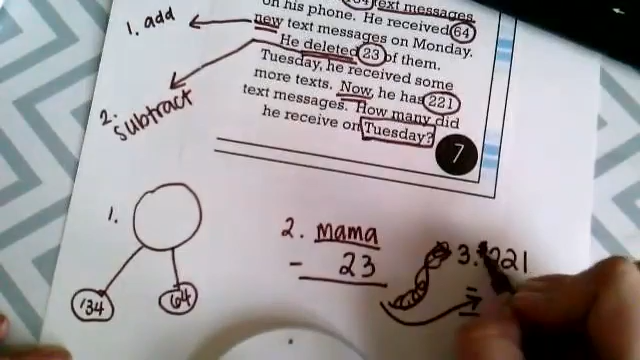 text messages
on his phone. He received 64
new text messages on Monday.
He deleted 23 of them.
Tuesday, he received some
more texts. Now, he has 221
text messages. How many did
he receive on Tuesday?
7
1. add
2. subtract
1.
134
64
2. mama
- 23
3.
221